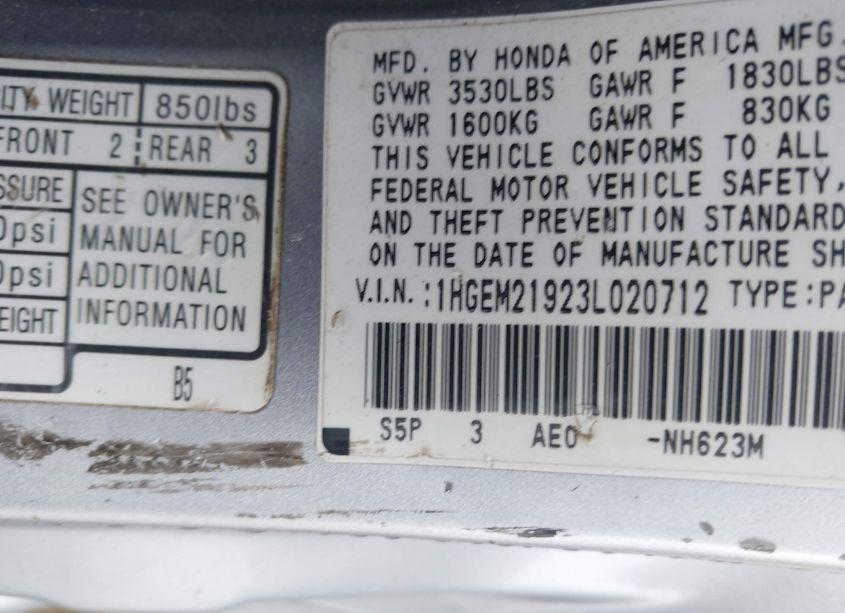 ITY WEIGHT 850lbs
FRONT 2 REAR 3
SSURE
0psi
0psi
EIGHT
SEE OWNER'S
MANUAL FOR
ADDITIONAL
INFORMATION
B5
MFD. BY HONDA OF AMERICA MFG.
GVWR 3530LBS GAWR F 1830LBS
GVWR 1600KG GAWR F 830KG
THIS VEHICLE CONFORMS TO ALL
FEDERAL MOTOR VEHICLE SAFETY,
AND THEFT PREVENTION STANDARD
ON THE DATE OF MANUFACTURE SH
V.I.N.:1HGEM21923L020712 TYPE:PA
S5P 3 AE0 -NH623M